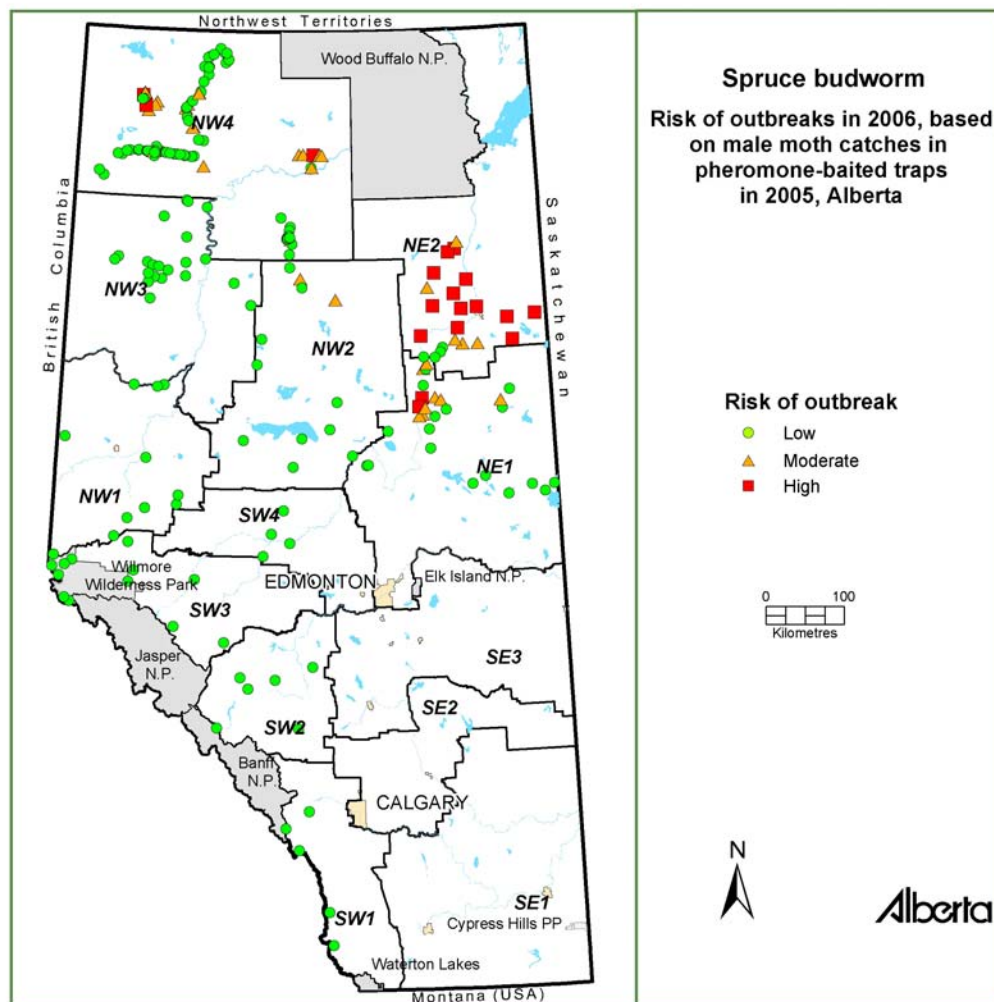 Northwest Territories
Wood Buffalo N.P.
NW4
British Columbia
Saskatchewan
NE2
NW3
NW2
NE1
NW1
SW4
Willmore
Wilderness Park
EDMONTON
Elk Island N.P.
SW3
Jasper
N.P.
SE3
SE2
SW2
Banff
N.P.
CALGARY
SE1
Cypress Hills PP
SW1
Waterton Lakes
Montana (USA)
Spruce budworm
Risk of outbreaks in 2006, based
on male moth catches in
pheromone-baited traps
in 2005, Alberta
Risk of outbreak
Low
Moderate
High
0 100
Kilometres
N
Alberta